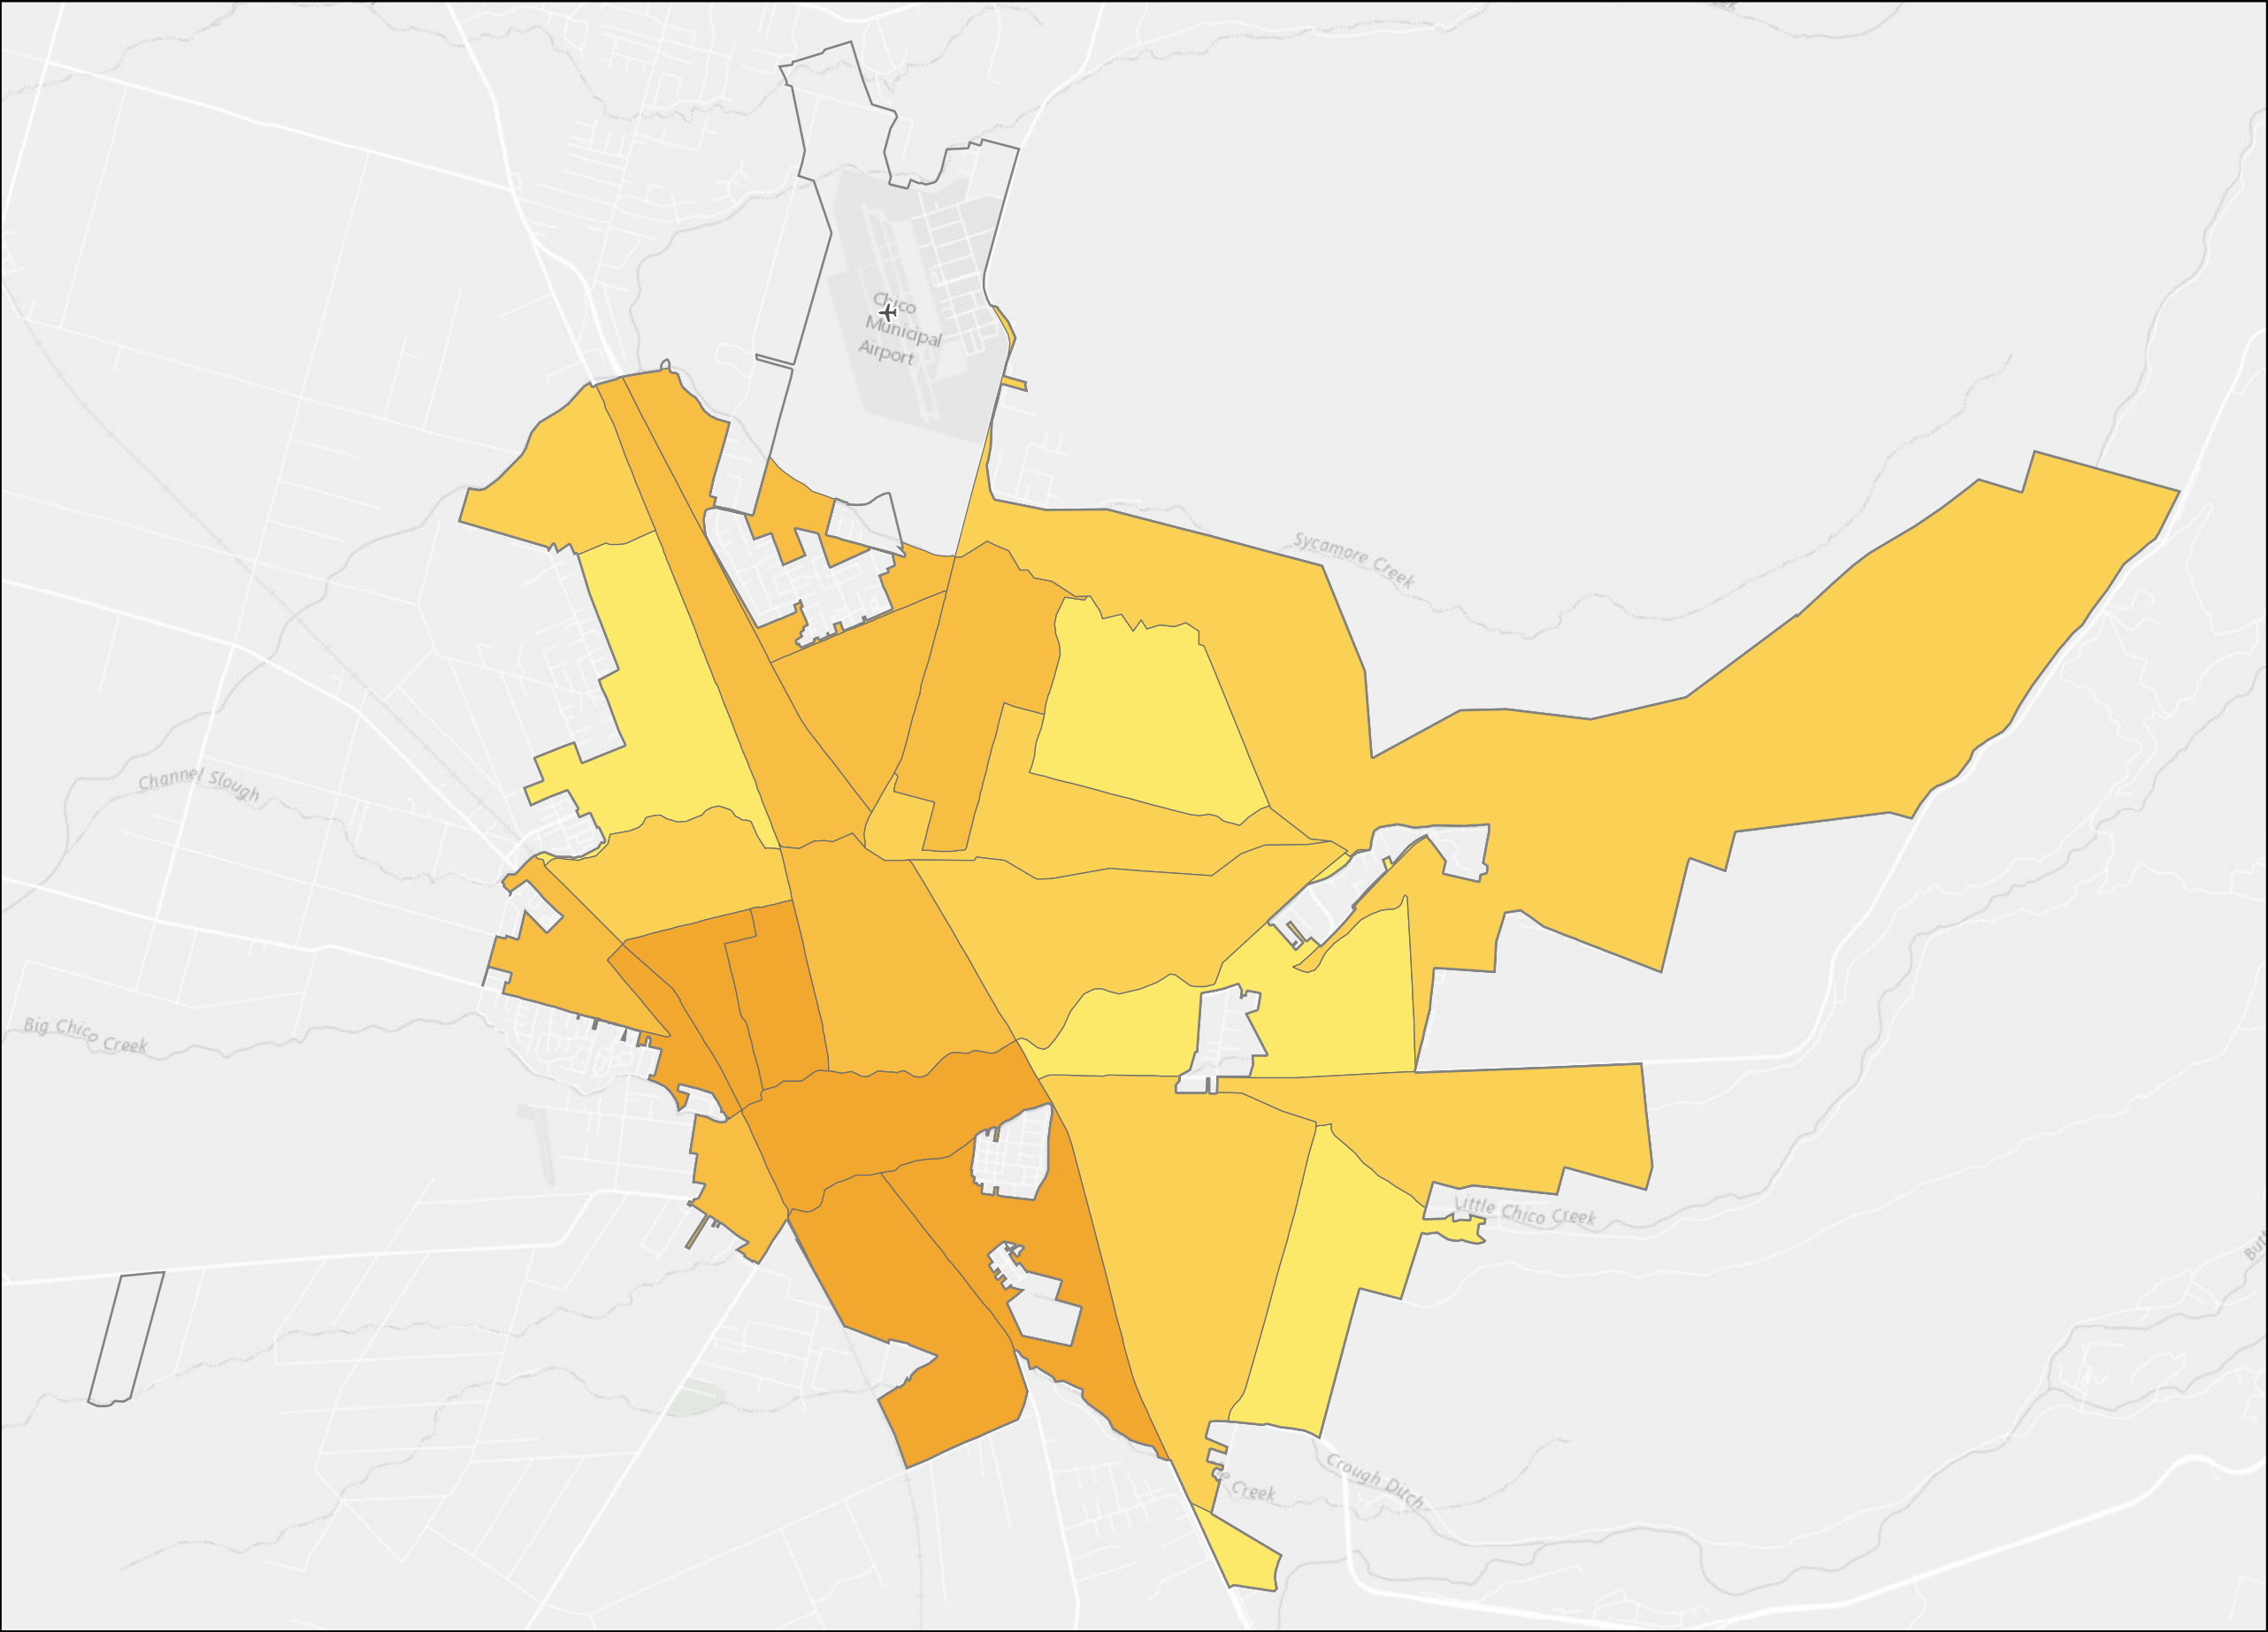 Chico
Municipal
Airport
Sycamore Creek
Channel Slough
Big Chico Creek
Little Chico Creek
Crough Ditch
Creek